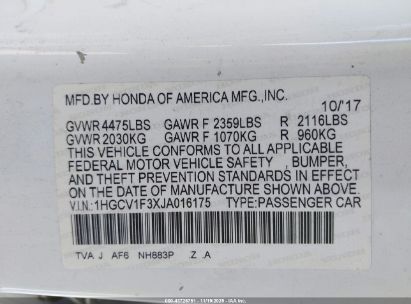 MFD.BY HONDA OF AMERICA MFG.,INC.
10/'17
GVWR 4475LBS GAWR F 2359LBS R 2116LBS
GVWR 2030KG GAWR F 1070KG R 960KG
THIS VEHICLE CONFORMS TO ALL APPLICABLE
FEDERAL MOTOR VEHICLE SAFETY , BUMPER,
AND THEFT PREVENTION STANDARDS IN EFFECT
ON THE DATE OF MANUFACTURE SHOWN ABOVE.
V.I.N:1HGCV1F3XJA016175 TYPE:PASSENGER CAR
TVA J AF6 NH883P Z .A